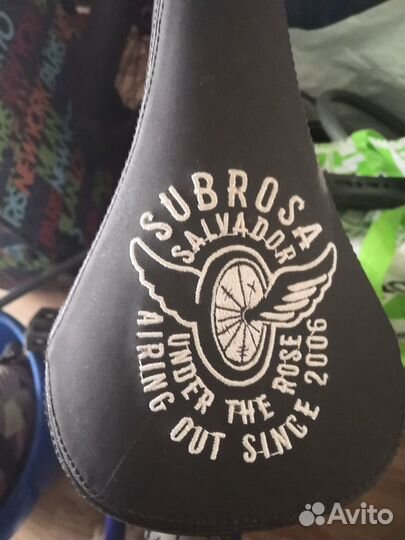 SUBROSA
SALVADOR
UNDER THE ROSE
AIRING OUT SINCE 2006
Avito